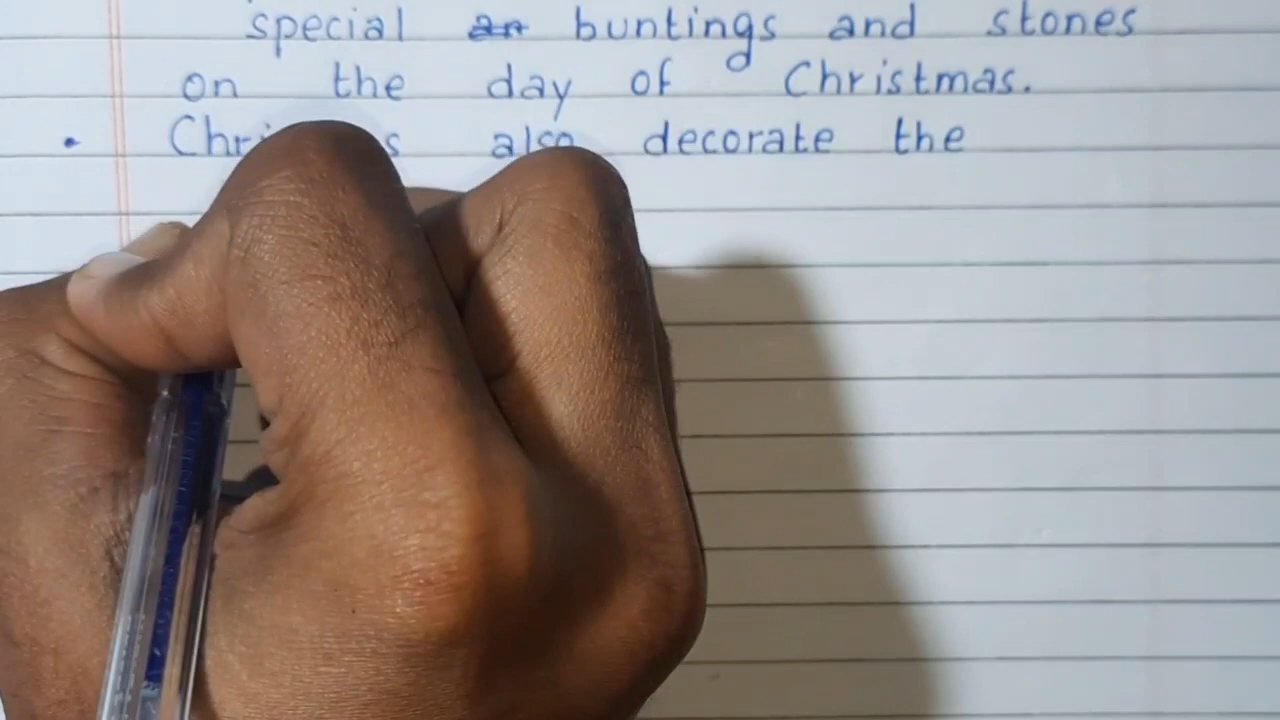 special buntings and stones
on the day of Christmas.
also decorate the